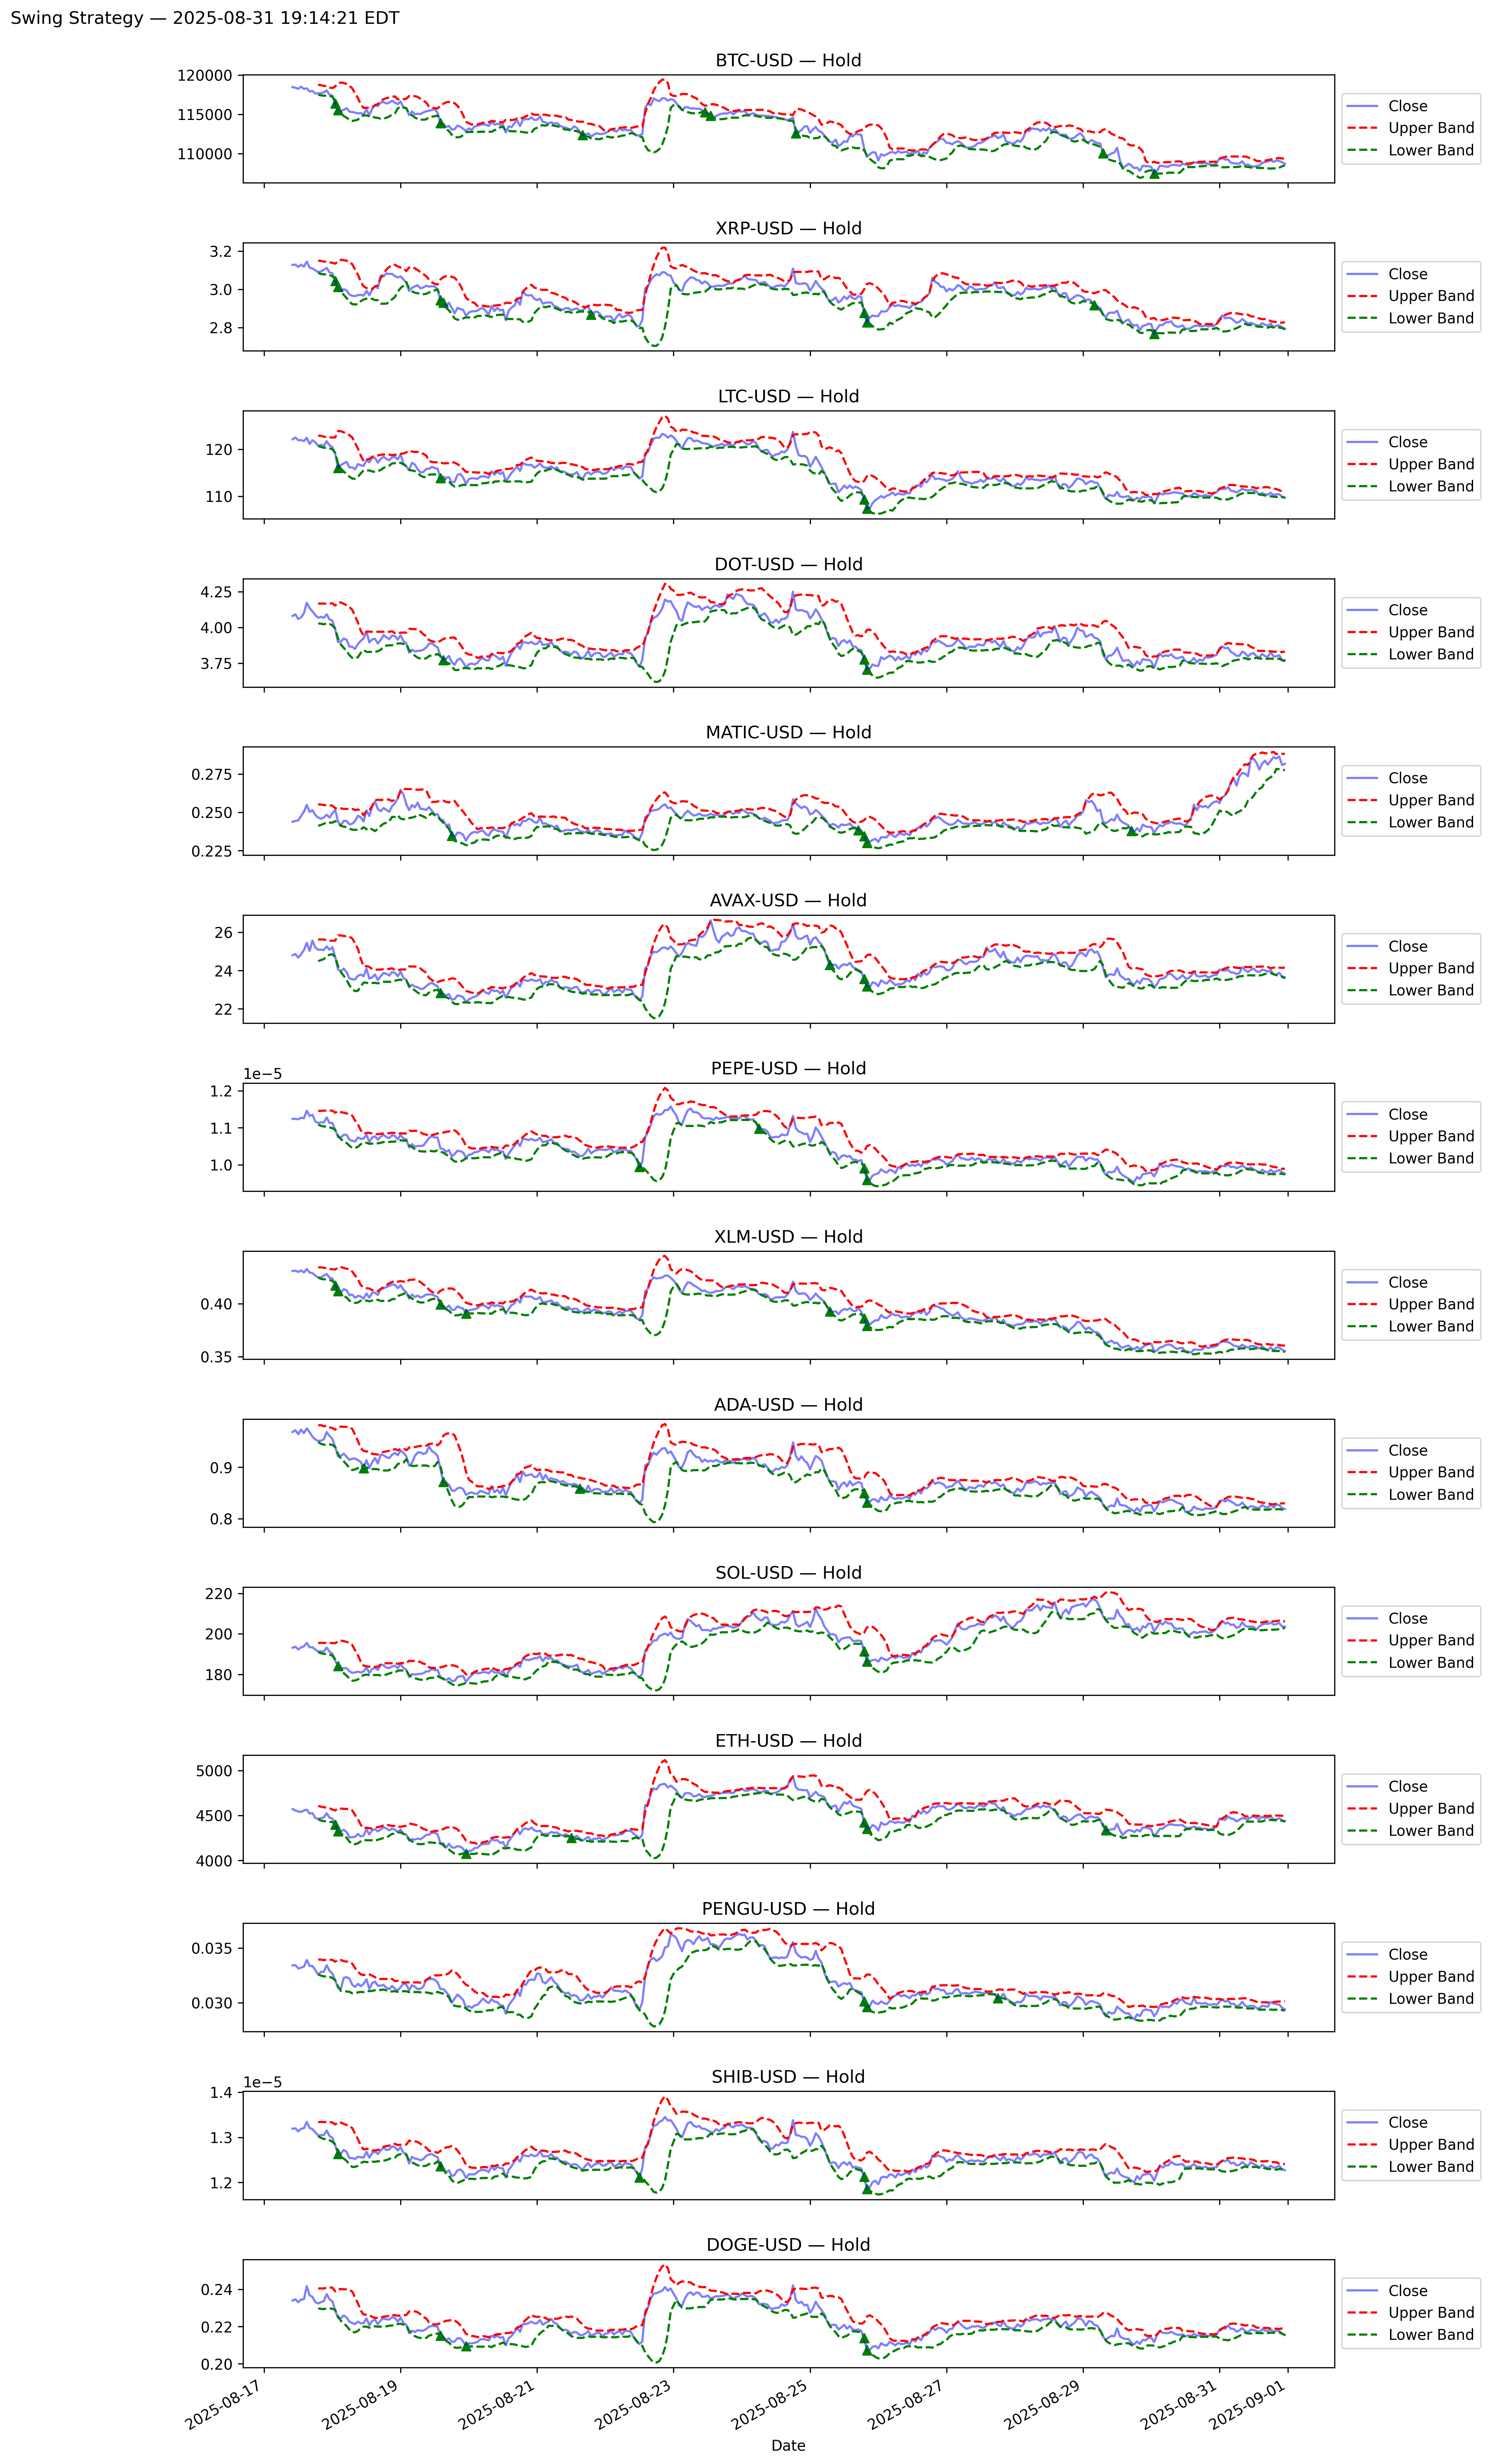 Swing Strategy — 2025-08-31 19:14:21 EDT
BTC-USD — Hold
120000
115000
110000
Close
Upper Band
Lower Band
XRP-USD — Hold
3.2
3.0
2.8
Close
Upper Band
Lower Band
LTC-USD — Hold
120
110
Close
Upper Band
Lower Band
DOT-USD — Hold
4.25
4.00
3.75
Close
Upper Band
Lower Band
MATIC-USD — Hold
0.275
0.250
0.225
Close
Upper Band
Lower Band
AVAX-USD — Hold
26
24
22
Close
Upper Band
Lower Band
PEPE-USD — Hold
1e−5
1.2
1.1
1.0
Close
Upper Band
Lower Band
XLM-USD — Hold
0.40
0.35
Close
Upper Band
Lower Band
ADA-USD — Hold
0.9
0.8
Close
Upper Band
Lower Band
SOL-USD — Hold
220
200
180
Close
Upper Band
Lower Band
ETH-USD — Hold
5000
4500
4000
Close
Upper Band
Lower Band
PENGU-USD — Hold
0.035
0.030
Close
Upper Band
Lower Band
SHIB-USD — Hold
1e−5
1.4
1.3
1.2
Close
Upper Band
Lower Band
DOGE-USD — Hold
0.24
0.22
0.20
Close
Upper Band
Lower Band
2025-08-17
2025-08-19
2025-08-21
2025-08-23
2025-08-25
2025-08-27
2025-08-29
2025-08-31
2025-09-01
Date